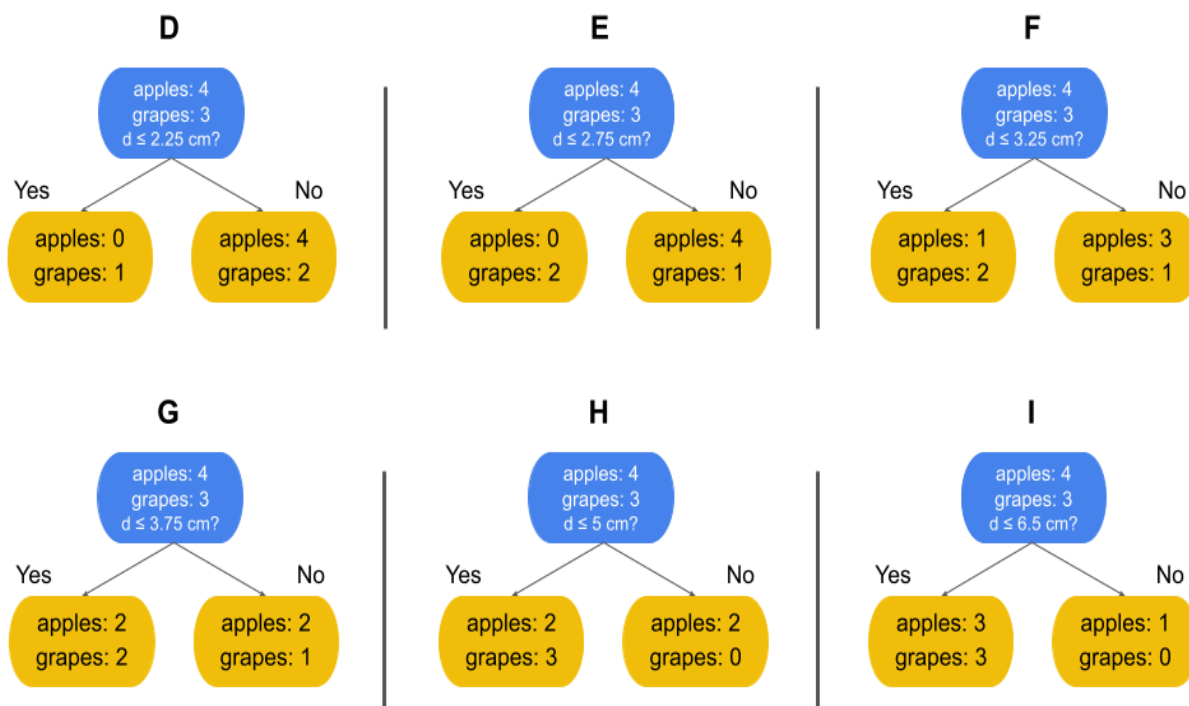 D
apples: 4
grapes: 3
d ≤ 2.25 cm?
Yes
No
apples: 0
grapes: 1
apples: 4
grapes: 2
E
apples: 4
grapes: 3
d ≤ 2.75 cm?
Yes
No
apples: 0
grapes: 2
apples: 4
grapes: 1
F
apples: 4
grapes: 3
d ≤ 3.25 cm?
Yes
No
apples: 1
grapes: 2
apples: 3
grapes: 1
G
apples: 4
grapes: 3
d ≤ 3.75 cm?
Yes
No
apples: 2
grapes: 2
apples: 2
grapes: 1
H
apples: 4
grapes: 3
d ≤ 5 cm?
Yes
No
apples: 2
grapes: 3
apples: 2
grapes: 0
I
apples: 4
grapes: 3
d ≤ 6.5 cm?
Yes
No
apples: 3
grapes: 3
apples: 1
grapes: 0